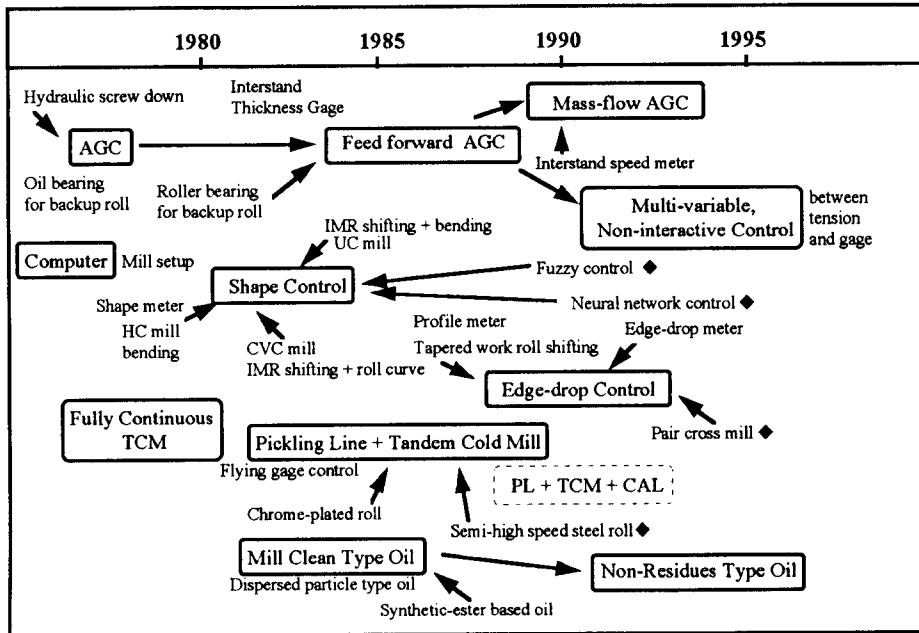 1980 1985 1990 1995
Hydraulic screw down
Interstand
Thickness Gage
Mass-flow AGC
AGC
Feed forward AGC
Interstand speed meter
Oil bearing
for backup roll
Roller bearing
for backup roll
Multi-variable,
Non-interactive Control
between
tension
and gage
IMR shifting + bending
UC mill
Computer
Mill setup
Fuzzy control ◆
Shape Control
Neural network control ◆
Shape meter
HC mill
bending
CVC mill
IMR shifting + roll curve
Profile meter
Tapered work roll shifting
Edge-drop meter
Edge-drop Control
Fully Continuous
TCM
Pair cross mill ◆
Pickling Line + Tandem Cold Mill
Flying gage control
PL + TCM + CAL
Chrome-plated roll
Semi-high speed steel roll ◆
Mill Clean Type Oil
Non-Residues Type Oil
Dispersed particle type oil
Synthetic-ester based oil